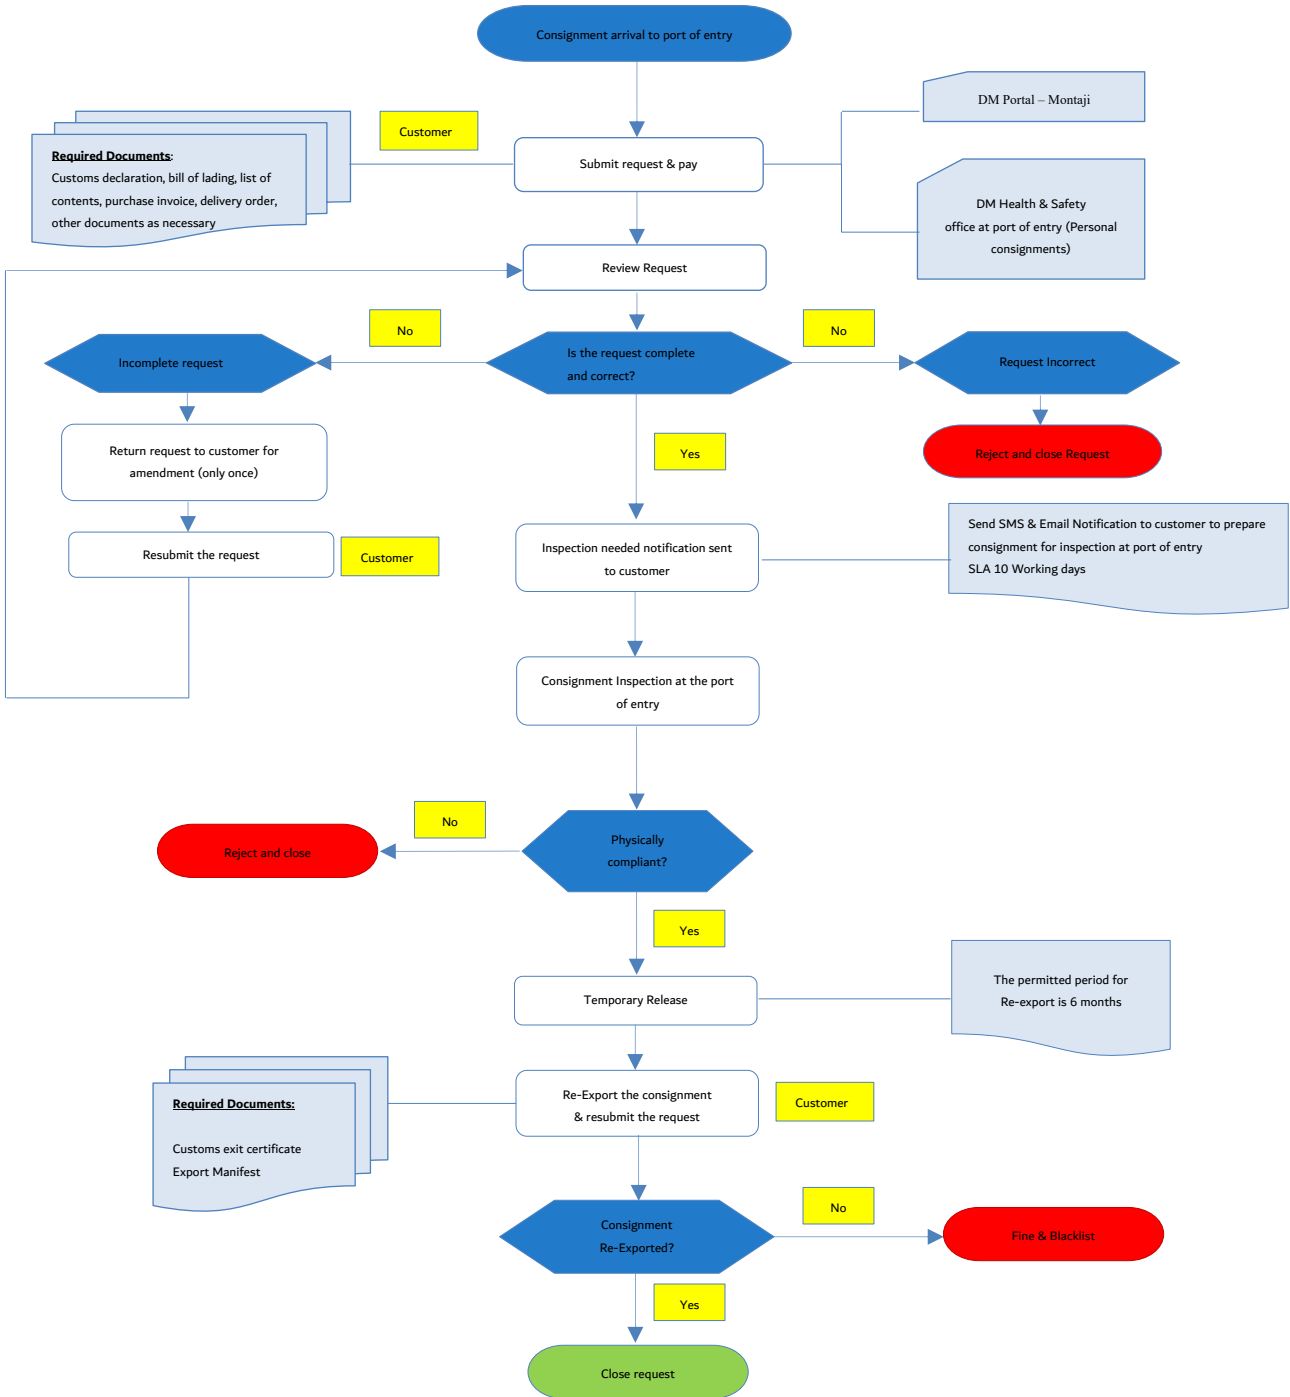 Consignment arrival to port of entry
DM Portal – Montaji
Customer
Required Documents:
Customs declaration, bill of lading, list of
contents, purchase invoice, delivery order,
other documents as necessary
Submit request & pay
DM Health & Safety
office at port of entry (Personal
consignments)
Review Request
No
No
Incomplete request
Is the request complete
and correct?
Request Incorrect
Return request to customer for
amendment (only once)
Yes
Reject and close Request
Resubmit the request
Customer
Inspection needed notification sent
to customer
Send SMS & Email Notification to customer to prepare
consignment for inspection at port of entry
SLA 10 Working days
Consignment Inspection at the port
of entry
No
Reject and close
Physically
compliant?
Yes
Temporary Release
The permitted period for
Re-export is 6 months
Required Documents:
Customs exit certificate
Export Manifest
Re-Export the consignment
& resubmit the request
Customer
No
Consignment
Re-Exported?
Fine & Blacklist
Yes
Close request